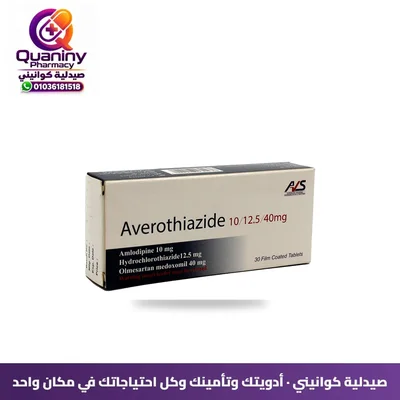 Quaniny
Pharmacy
صيدلية كوانيني
01036181518
ALS
Averothiazide 10/12.5/40mg
Amlodipine 10 mg
Hydrochlorothiazide12.5 mg
Olmesartan medoxomil 40 mg
30 Film Coated Tablets
صيدلية كوانيني - أدويتك وتأمينك وكل احتياجاتك في مكان واحد